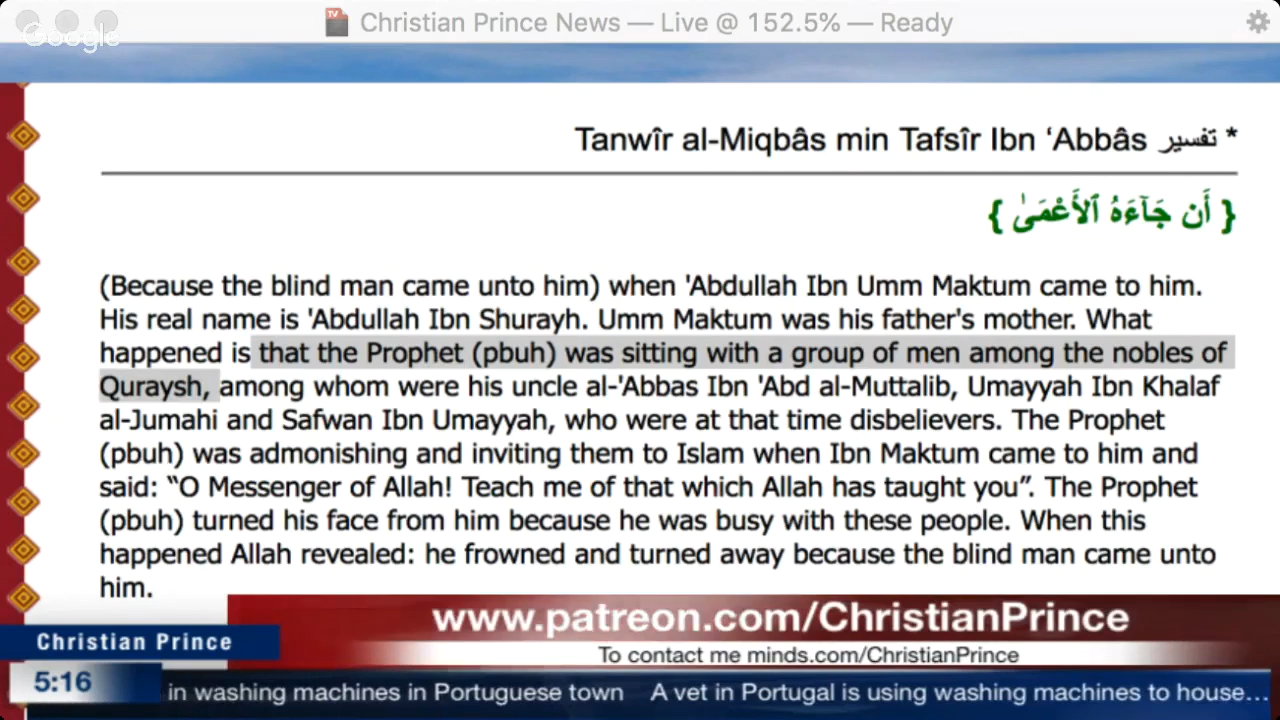 Google
Christian Prince News — Live @ 152.5% — Ready
TV
* تفسير Tanwîr al-Miqbâs min Tafsîr Ibn ‘Abbâs
{ أَن جَآءَهُ ٱلأَعْمَىٰ }
(Because the blind man came unto him) when 'Abdullah Ibn Umm Maktum came to him.
His real name is 'Abdullah Ibn Shurayh. Umm Maktum was his father's mother. What
happened is that the Prophet (pbuh) was sitting with a group of men among the nobles of
Quraysh, among whom were his uncle al-'Abbas Ibn 'Abd al-Muttalib, Umayyah Ibn Khalaf
al-Jumahi and Safwan Ibn Umayyah, who were at that time disbelievers. The Prophet
(pbuh) was admonishing and inviting them to Islam when Ibn Maktum came to him and
said: “O Messenger of Allah! Teach me of that which Allah has taught you”. The Prophet
(pbuh) turned his face from him because he was busy with these people. When this
happened Allah revealed: he frowned and turned away because the blind man came unto
him.
www.patreon.com/ChristianPrince
Christian Prince
To contact me minds.com/ChristianPrince
5:16
in washing machines in Portuguese town A vet in Portugal is using washing machines to house...